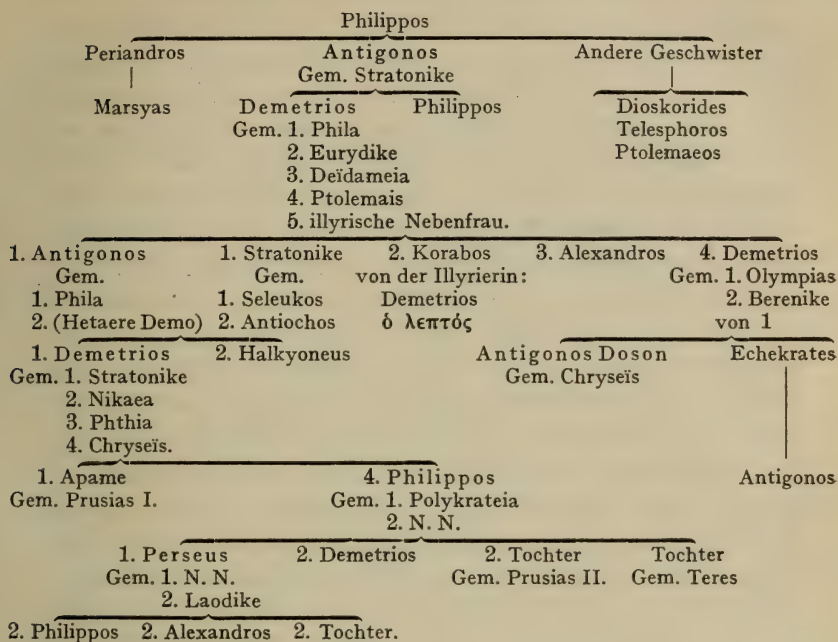 Philippos
Periandros Antigonos Andere Geschwister
Gem. Stratonike
Marsyas Demetrios Philippos Dioskorides
Gem. 1. Phila Telesphoros
2. Eurydike Ptolemaeos
3. Deïdameia
4. Ptolemais
5. illyrische Nebenfrau.
1. Antigonos 1. Stratonike 2. Korabos 3. Alexandros 4. Demetrios
Gem. Gem. von der Illyrierin: Gem. 1. Olympias
1. Phila 1. Seleukos Demetrios 2. Berenike
2. (Hetaere Demo) 2. Antiochos ὁ λεπτός von 1
1. Demetrios 2. Halkyoneus Antigonos Doson Echekrates
Gem. 1. Stratonike Gem. Chryseïs
2. Nikaea
3. Phthia
4. Chryseïs.
1. Apame 4. Philippos Antigonos
Gem. Prusias I. Gem. 1. Polykrateia
2. N. N.
1. Perseus 2. Demetrios 2. Tochter Tochter
Gem. 1. N. N. Gem. Prusias II. Gem. Teres
2. Laodike
2. Philippos 2. Alexandros 2. Tochter.